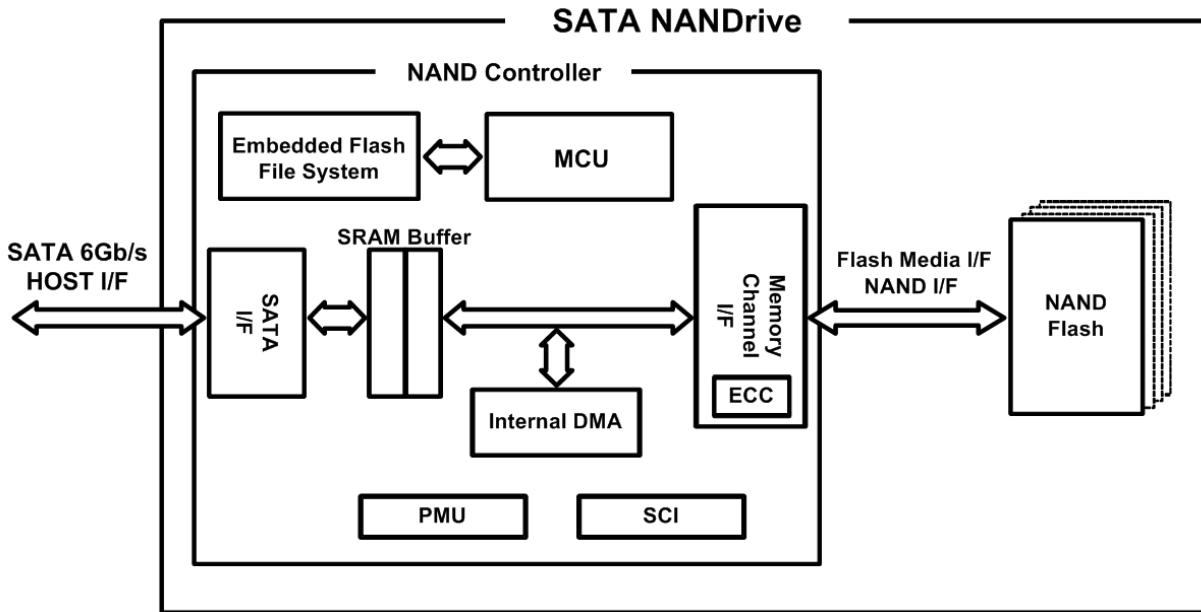 SATA NANDrive
NAND Controller
Embedded Flash
File System
MCU
SRAM Buffer
SATA 6Gb/s
HOST I/F
SATA
I/F
Memory
Channel
I/F
ECC
Flash Media I/F
NAND I/F
NAND
Flash
Internal DMA
PMU
SCI